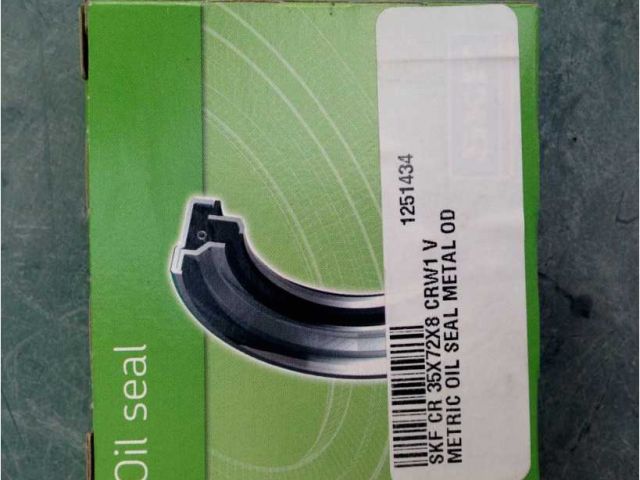 Oil seal
1251434
SKF CR 35X72X8 CRW1 V
METRIC OIL SEAL METAL OD